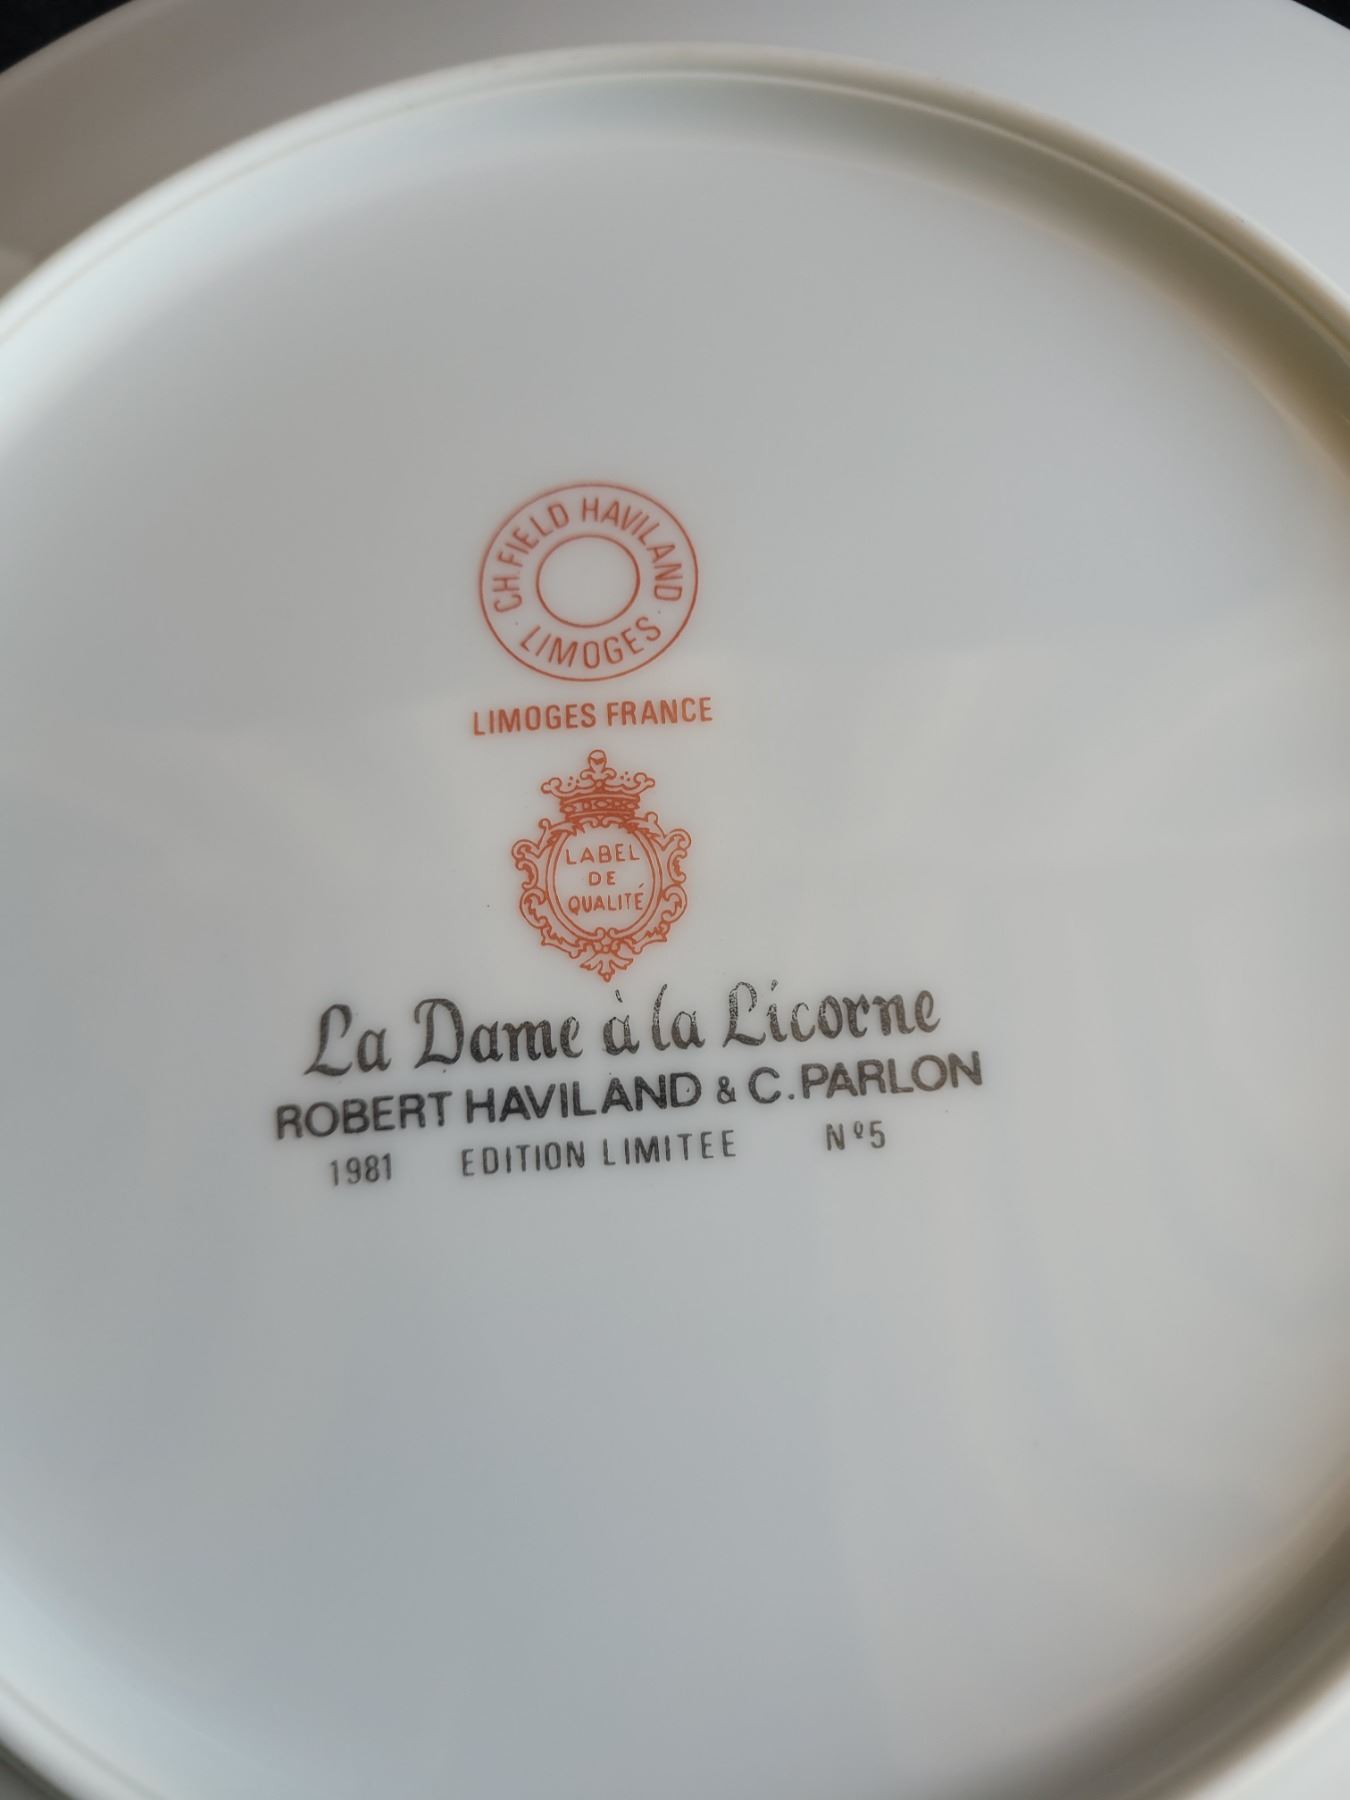 CH. FIELD HAVILAND
LIMOGES
LIMOGES FRANCE
LABEL
DE
QUALITÉ
La Dame à la Licorne
ROBERT HAVILAND & C. PARLON
1981 EDITION LIMITEE Nº5